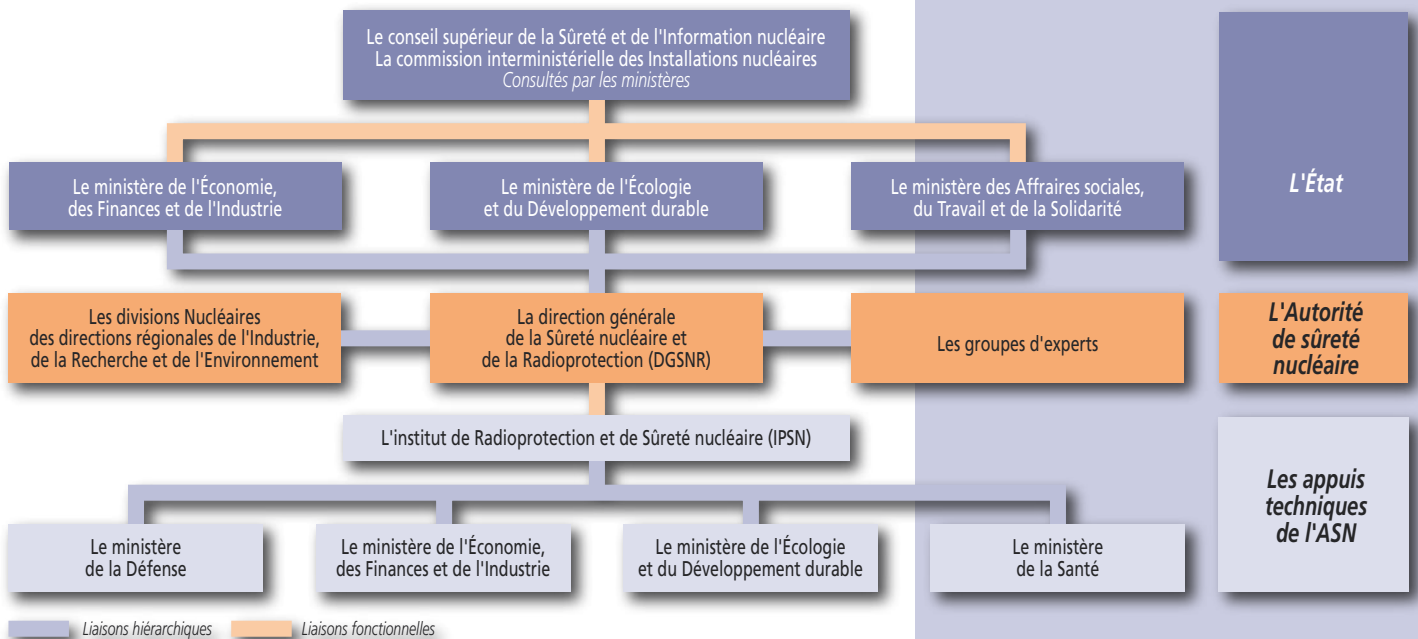 Le conseil supérieur de la Sûreté et de l'Information nucléaire
La commission interministérielle des Installations nucléaires
Consultés par les ministères
Le ministère de l'Économie,
des Finances et de l'Industrie
Le ministère de l'Écologie
et du Développement durable
Le ministère des Affaires sociales,
du Travail et de la Solidarité
L'État
Les divisions Nucléaires
des directions régionales de l'Industrie,
de la Recherche et de l'Environnement
La direction générale
de la Sûreté nucléaire et
de la Radioprotection (DGSNR)
Les groupes d'experts
L'Autorité
de sûreté
nucléaire
L'institut de Radioprotection et de Sûreté nucléaire (IPSN)
Les appuis
techniques
de l'ASN
Le ministère
de la Défense
Le ministère de l'Économie,
des Finances et de l'Industrie
Le ministère de l'Écologie
et du Développement durable
Le ministère
de la Santé
Liaisons hiérarchiques
Liaisons fonctionnelles